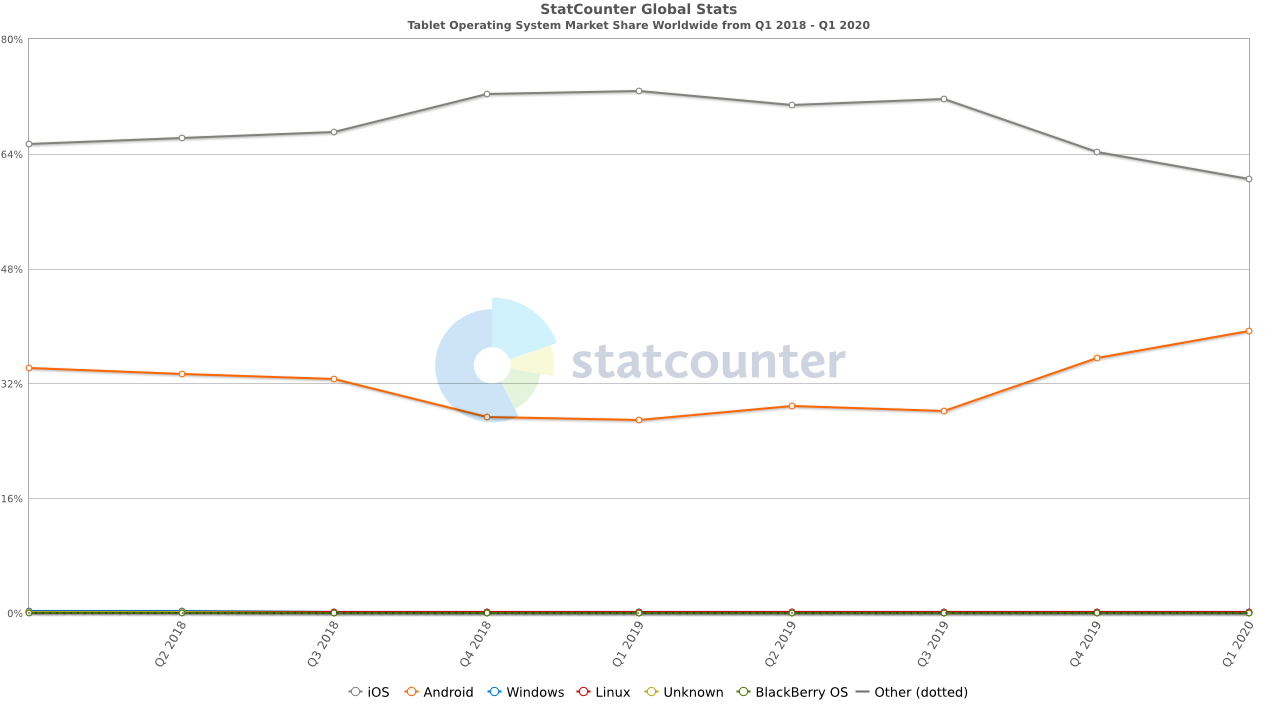 StatCounter Global Stats
Tablet Operating System Market Share Worldwide from Q1 2018 - Q1 2020
80%
64%
48%
32%
16%
0%
statcounter
Q2 2018
Q3 2018
Q4 2018
Q1 2019
Q2 2019
Q3 2019
Q4 2019
Q1 2020
iOS Android Windows Linux Unknown BlackBerry OS Other (dotted)